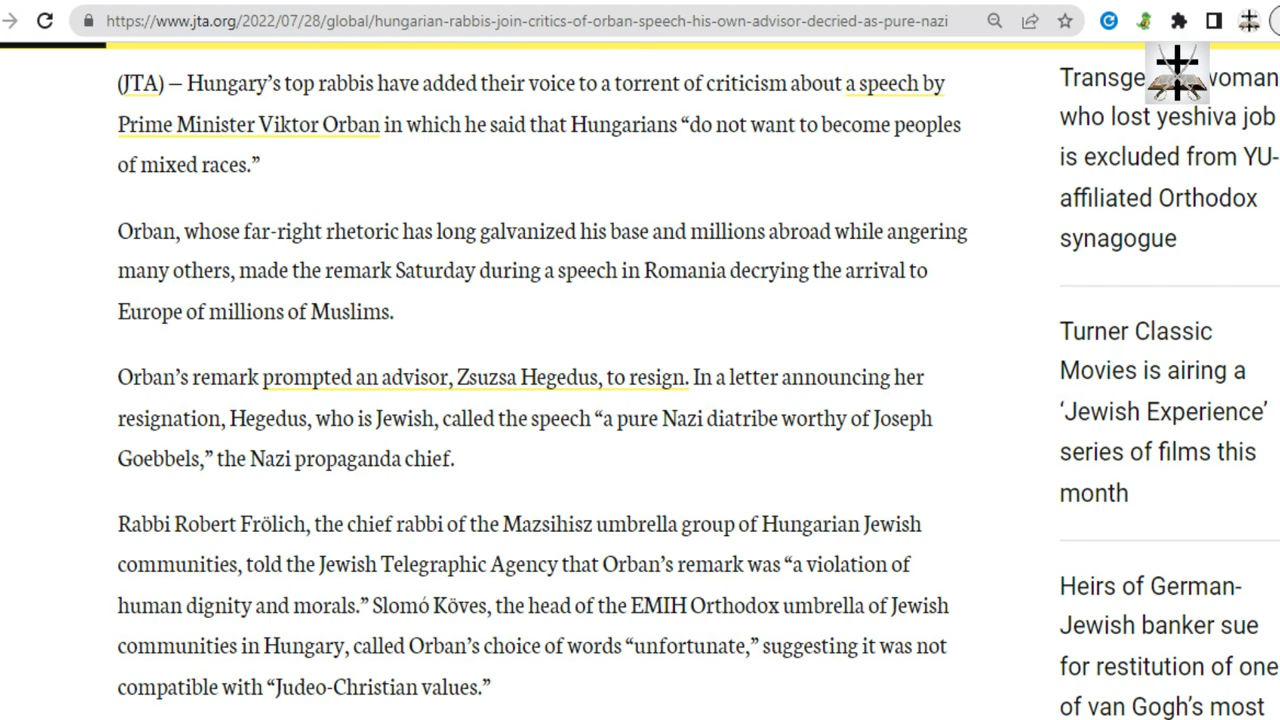 https://www.jta.org/2022/07/28/global/hungarian-rabbis-join-critics-of-orban-speech-his-own-advisor-decried-as-pure-nazi
(JTA) – Hungary’s top rabbis have added their voice to a torrent of criticism about a speech by
Prime Minister Viktor Orban in which he said that Hungarians “do not want to become peoples
of mixed races.”
Orban, whose far-right rhetoric has long galvanized his base and millions abroad while angering
many others, made the remark Saturday during a speech in Romania decrying the arrival to
Europe of millions of Muslims.
Orban’s remark prompted an advisor, Zsuzsa Hegedus, to resign. In a letter announcing her
resignation, Hegedus, who is Jewish, called the speech “a pure Nazi diatribe worthy of Joseph
Goebbels,” the Nazi propaganda chief.
Rabbi Robert Frölich, the chief rabbi of the Mazsihisz umbrella group of Hungarian Jewish
communities, told the Jewish Telegraphic Agency that Orban’s remark was “a violation of
human dignity and morals.” Slomó Köves, the head of the EMIH Orthodox umbrella of Jewish
communities in Hungary, called Orban’s choice of words “unfortunate,” suggesting it was not
compatible with “Judeo-Christian values.”
Transge woman
who lost yeshiva job
is excluded from YU-
affiliated Orthodox
synagogue
Turner Classic
Movies is airing a
‘Jewish Experience’
series of films this
month
Heirs of German-
Jewish banker sue
for restitution of one
of van Gogh’s most